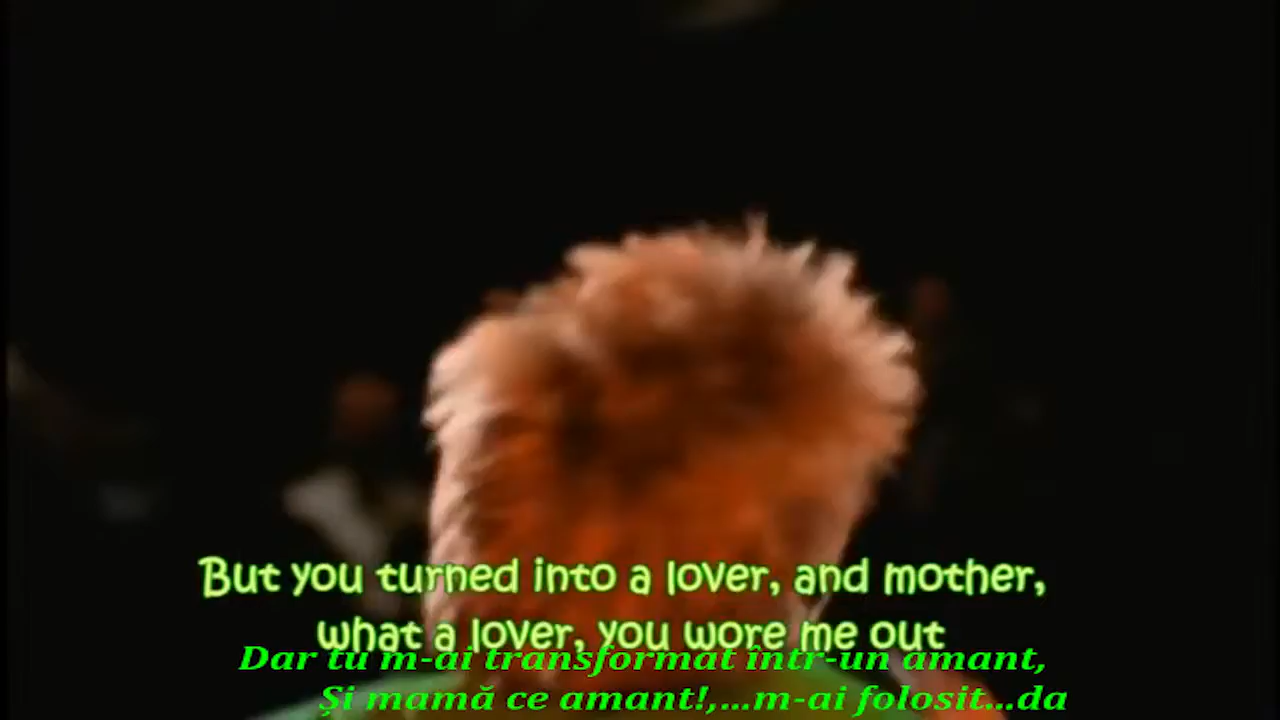 But you turned into a lover, and mother,
what a lover, you wore me out
Dar tu m-ai transformat într-un amant,
Și mamă ce amant!,...m-ai folosit...da